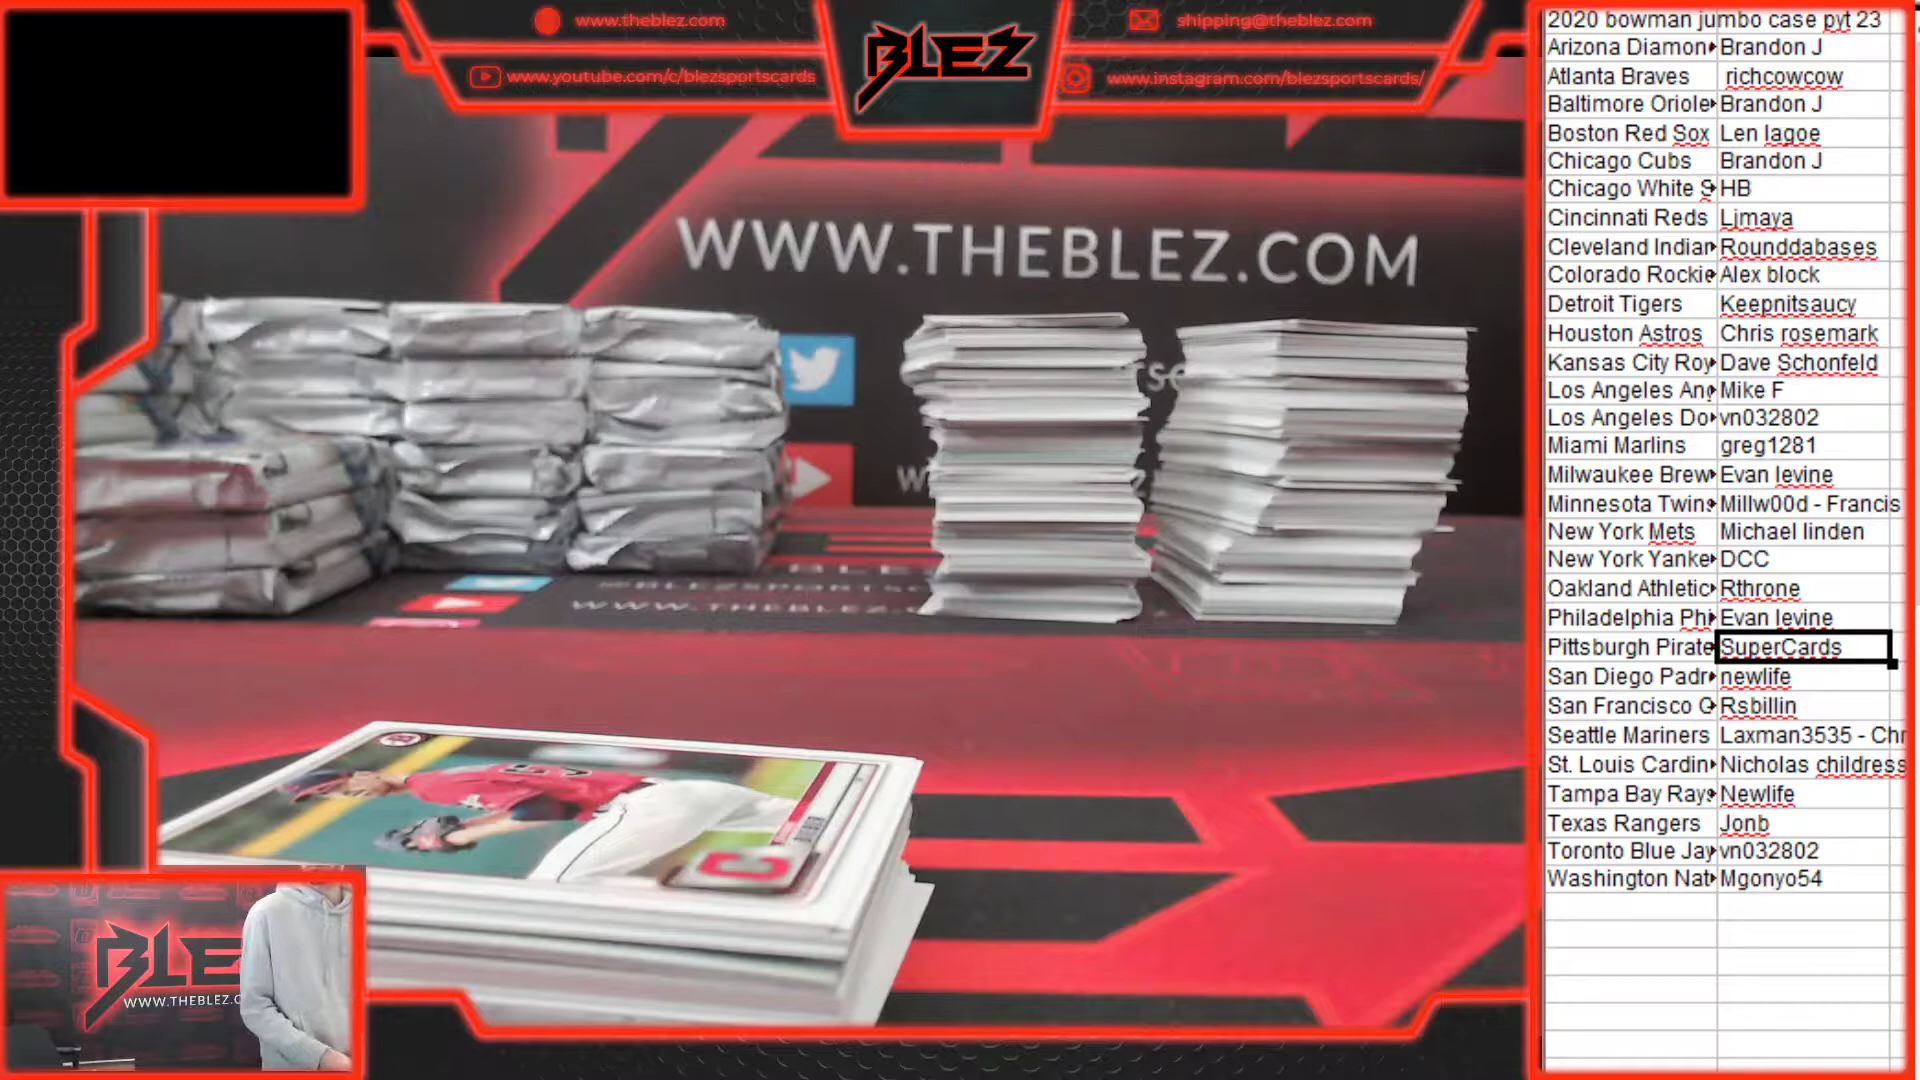 www.theblez.com
shipping@theblez.com
BLEZ
www.youtube.com/c/blezsportscards
www.instagram.com/blezsportscards/
WWW.THEBLEZ.COM
BLEZ
WWW.THEBLEZ.C
2020 bowman jumbo case pyt 23
Arizona Diamon Brandon J
Atlanta Braves richcowcow
Baltimore Oriole Brandon J
Boston Red Sox Len lagoe
Chicago Cubs Brandon J
Chicago White S HB
Cincinnati Reds Ljmaya
Cleveland Indian Rounddabases
Colorado Rockie Alex block
Detroit Tigers Keepnitsaucy
Houston Astros Chris rosemark
Kansas City Roy Dave Schonfeld
Los Angeles Ang Mike F
Los Angeles Do vn032802
Miami Marlins greg1281
Milwaukee Brew Evan levine
Minnesota Twins Millw00d - Francis
New York Mets Michael linden
New York Yanke DCC
Oakland Athletic Rthrone
Philadelphia Phi Evan levine
Pittsburgh Pirate SuperCards
San Diego Padr newlife
San Francisco G Rsbillin
Seattle Mariners Laxman3535 - Chr
St. Louis Cardin Nicholas childress
Tampa Bay Rays Newlife
Texas Rangers Jonb
Toronto Blue Jay vn032802
Washington Nat Mgonyo54